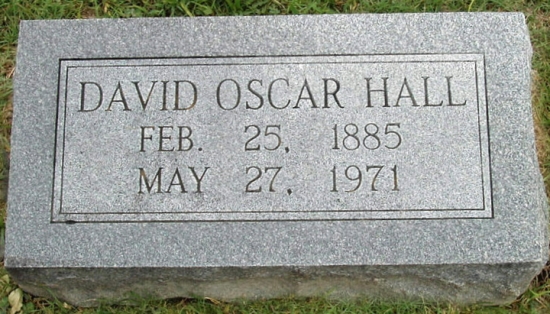 DAVID OSCAR HALL
FEB. 25, 1885
MAY 27, 1971